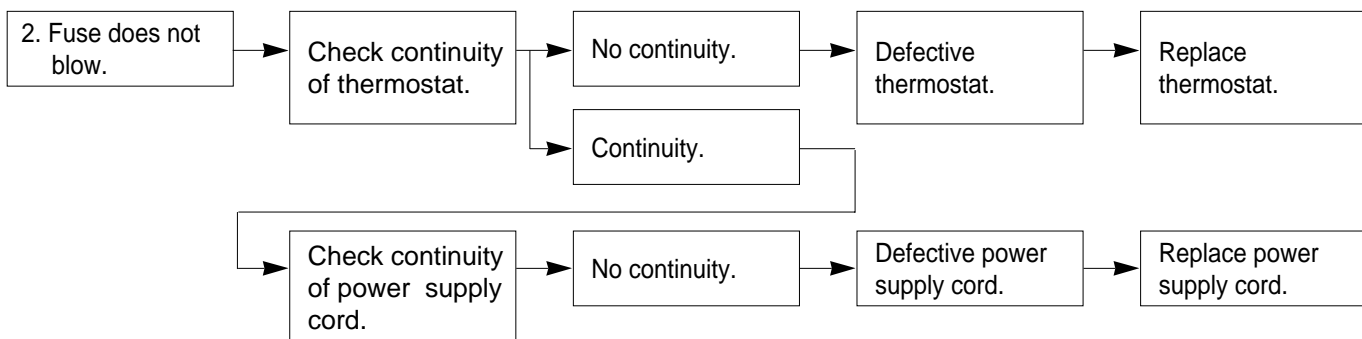 2. Fuse does not
blow.
Check continuity
of thermostat.
No continuity.
Defective
thermostat.
Replace
thermostat.
Continuity.
Check continuity
of power supply
cord.
No continuity.
Defective power
supply cord.
Replace power
supply cord.